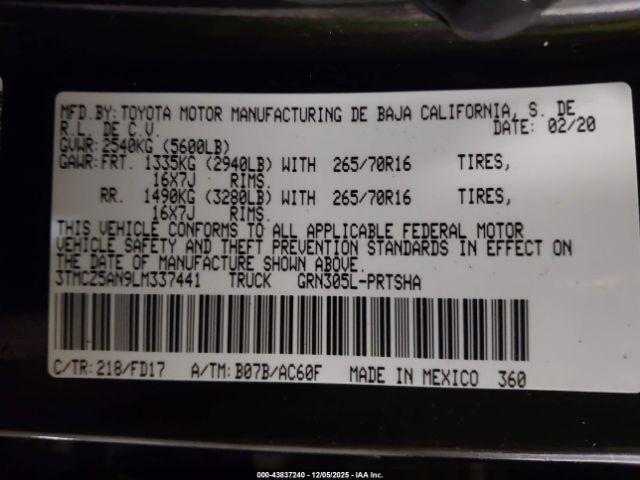 MFD.BY:TOYOTA MOTOR MANUFACTURING DE BAJA CALIFORNIA, S. DE
R.L. DE C.V. DATE: 02/20
GVWR:2540KG (5600LB)
GAWR:FRT. 1335KG (2940LB) WITH 265/70R16 TIRES,
16X7J RIMS.
RR. 1490KG (3280LB) WITH 265/70R16 TIRES,
16X7J RIMS.
THIS VEHICLE CONFORMS TO ALL APPLICABLE FEDERAL MOTOR
VEHICLE SAFETY AND THEFT PREVENTION STANDARDS IN EFFECT ON
THE DATE OF MANUFACTURE SHOWN ABOVE.
3TMCZ5AN9LM337441 TRUCK GRN305L-PRTSHA
C/TR:218/FD17 A/TM:B07B/AC60F MADE IN MEXICO 360
000-43837240 - 12/05/2025 - IAA Inc.